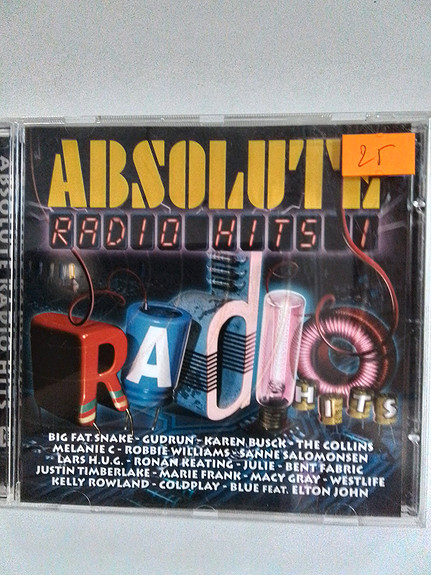 ABSOLUTE
25
RADIO HITS 1
RADIO
HITS
BIG FAT SNAKE - GUDRUN - KAREN BUSCK - THE COLLINS
MELANIE C - ROBBIE WILLIAMS - SANNE SALOMONSEN
LARS H.U.G. - RONAN KEATING - JULIE - BENT FABRIC
JUSTIN TIMBERLAKE - MARIE FRANK - MACY GRAY - WESTLIFE
KELLY ROWLAND - COLDPLAY - BLUE FEAT. ELTON JOHN
ABSOLUTE RADIO HITS